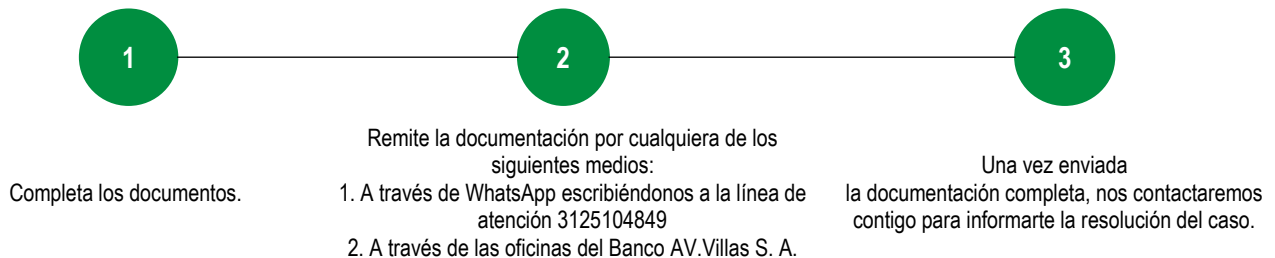 1
Completa los documentos.
2
Remite la documentación por cualquiera de los
siguientes medios:
1. A través de WhatsApp escribiéndonos a la línea de
atención 3125104849
2. A través de las oficinas del Banco AV.Villas S. A.
3
Una vez enviada
la documentación completa, nos contactaremos
contigo para informarte la resolución del caso.